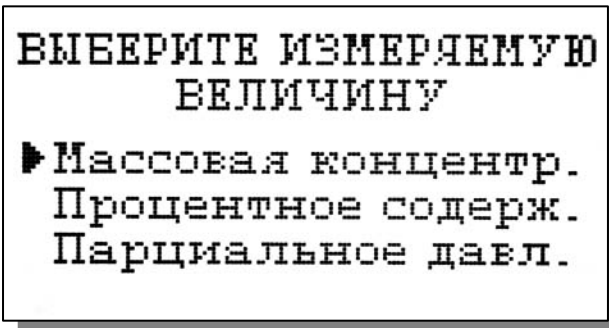 ВЫБЕРИТЕ ИЗМЕРЯЕМУЮ
ВЕЛИЧИНУ
Массовая концентр.
Процентное содерж.
Парциальное давл.